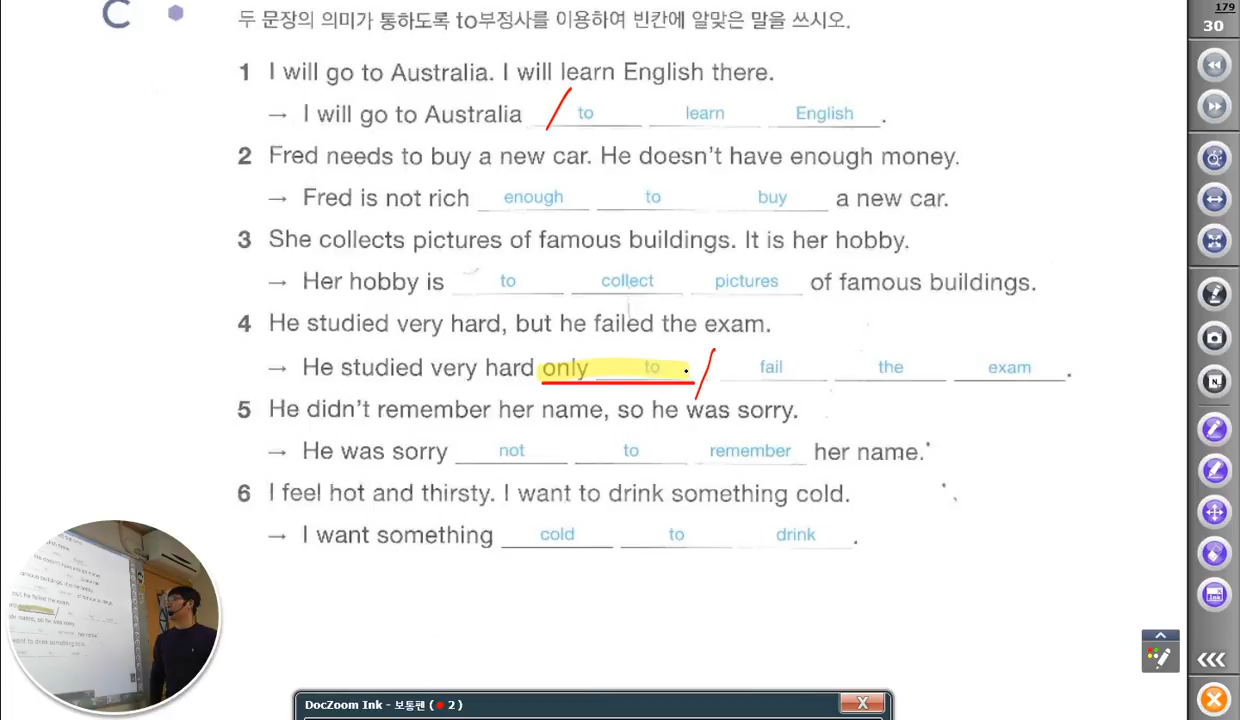 179
30
C 두 문장의 의미가 통하도록 to부정사를 이용하여 빈칸에 알맞은 말을 쓰시오.
1 I will go to Australia. I will learn English there.
→ I will go to Australia to learn English .
2 Fred needs to buy a new car. He doesn't have enough money.
→ Fred is not rich enough to buy a new car.
3 She collects pictures of famous buildings. It is her hobby.
→ Her hobby is to collect pictures of famous buildings.
4 He studied very hard, but he failed the exam.
→ He studied very hard only to fail the exam .
5 He didn't remember her name, so he was sorry.
→ He was sorry not to remember her name.
6 I feel hot and thirsty. I want to drink something cold.
→ I want something cold to drink .
DocZoom Ink - 보통펜 ( 2 )